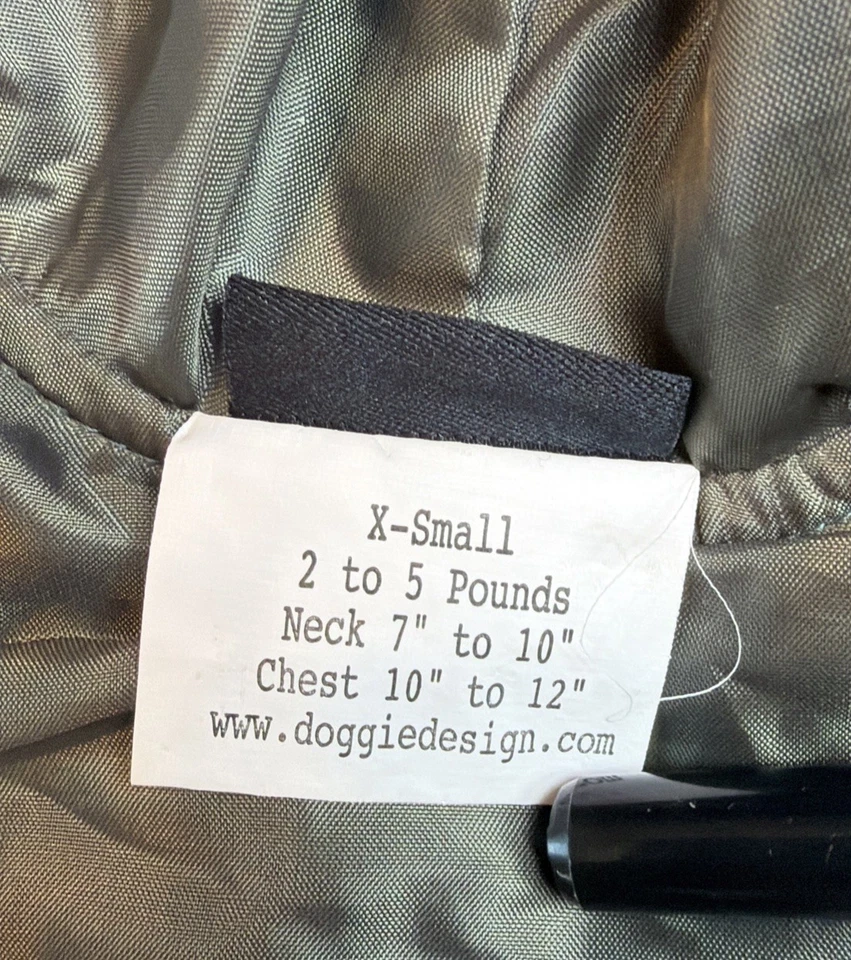 X-Small
2 to 5 Pounds
Neck 7" to 10"
Chest 10" to 12"
www.doggiedesign.com